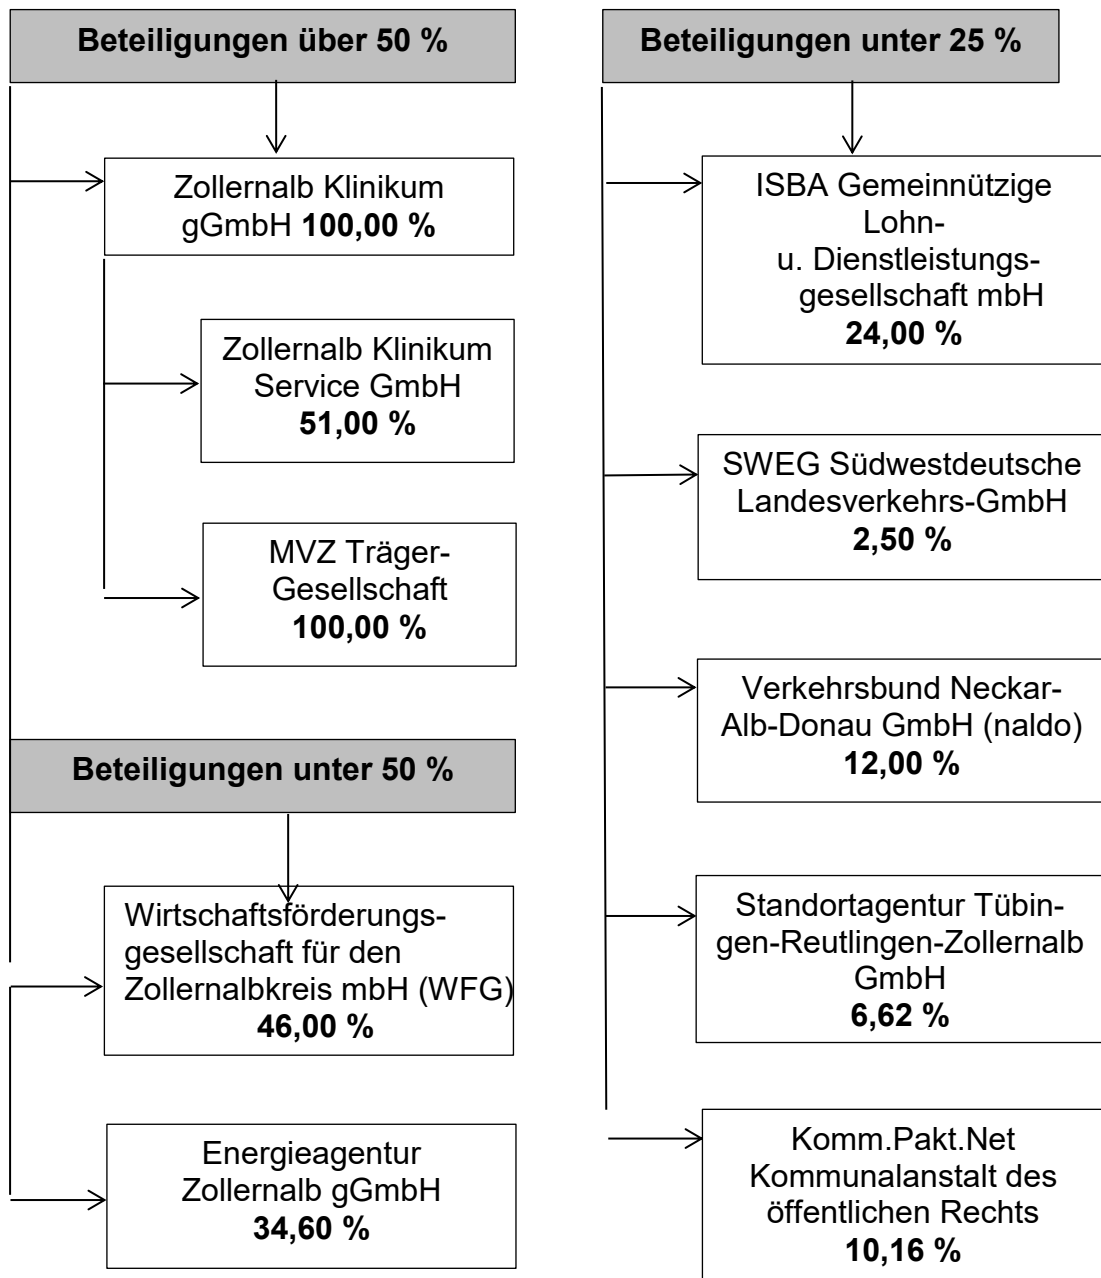 Beteiligungen über 50 %
Zollernalb Klinikum
gGmbH 100,00 %
Zollernalb Klinikum
Service GmbH
51,00 %
MVZ Träger-
Gesellschaft
100,00 %
Beteiligungen unter 50 %
Wirtschaftsförderungs-
gesellschaft für den
Zollernalbkreis mbH (WFG)
46,00 %
Energieagentur
Zollernalb gGmbH
34,60 %
Beteiligungen unter 25 %
ISBA Gemeinnützige
Lohn-
u. Dienstleistungs-
gesellschaft mbH
24,00 %
SWEG Südwestdeutsche
Landesverkehrs-GmbH
2,50 %
Verkehrsbund Neckar-
Alb-Donau GmbH (naldo)
12,00 %
Standortagentur Tübin-
gen-Reutlingen-Zollernalb
GmbH
6,62 %
Komm.Pakt.Net
Kommunalanstalt des
öffentlichen Rechts
10,16 %